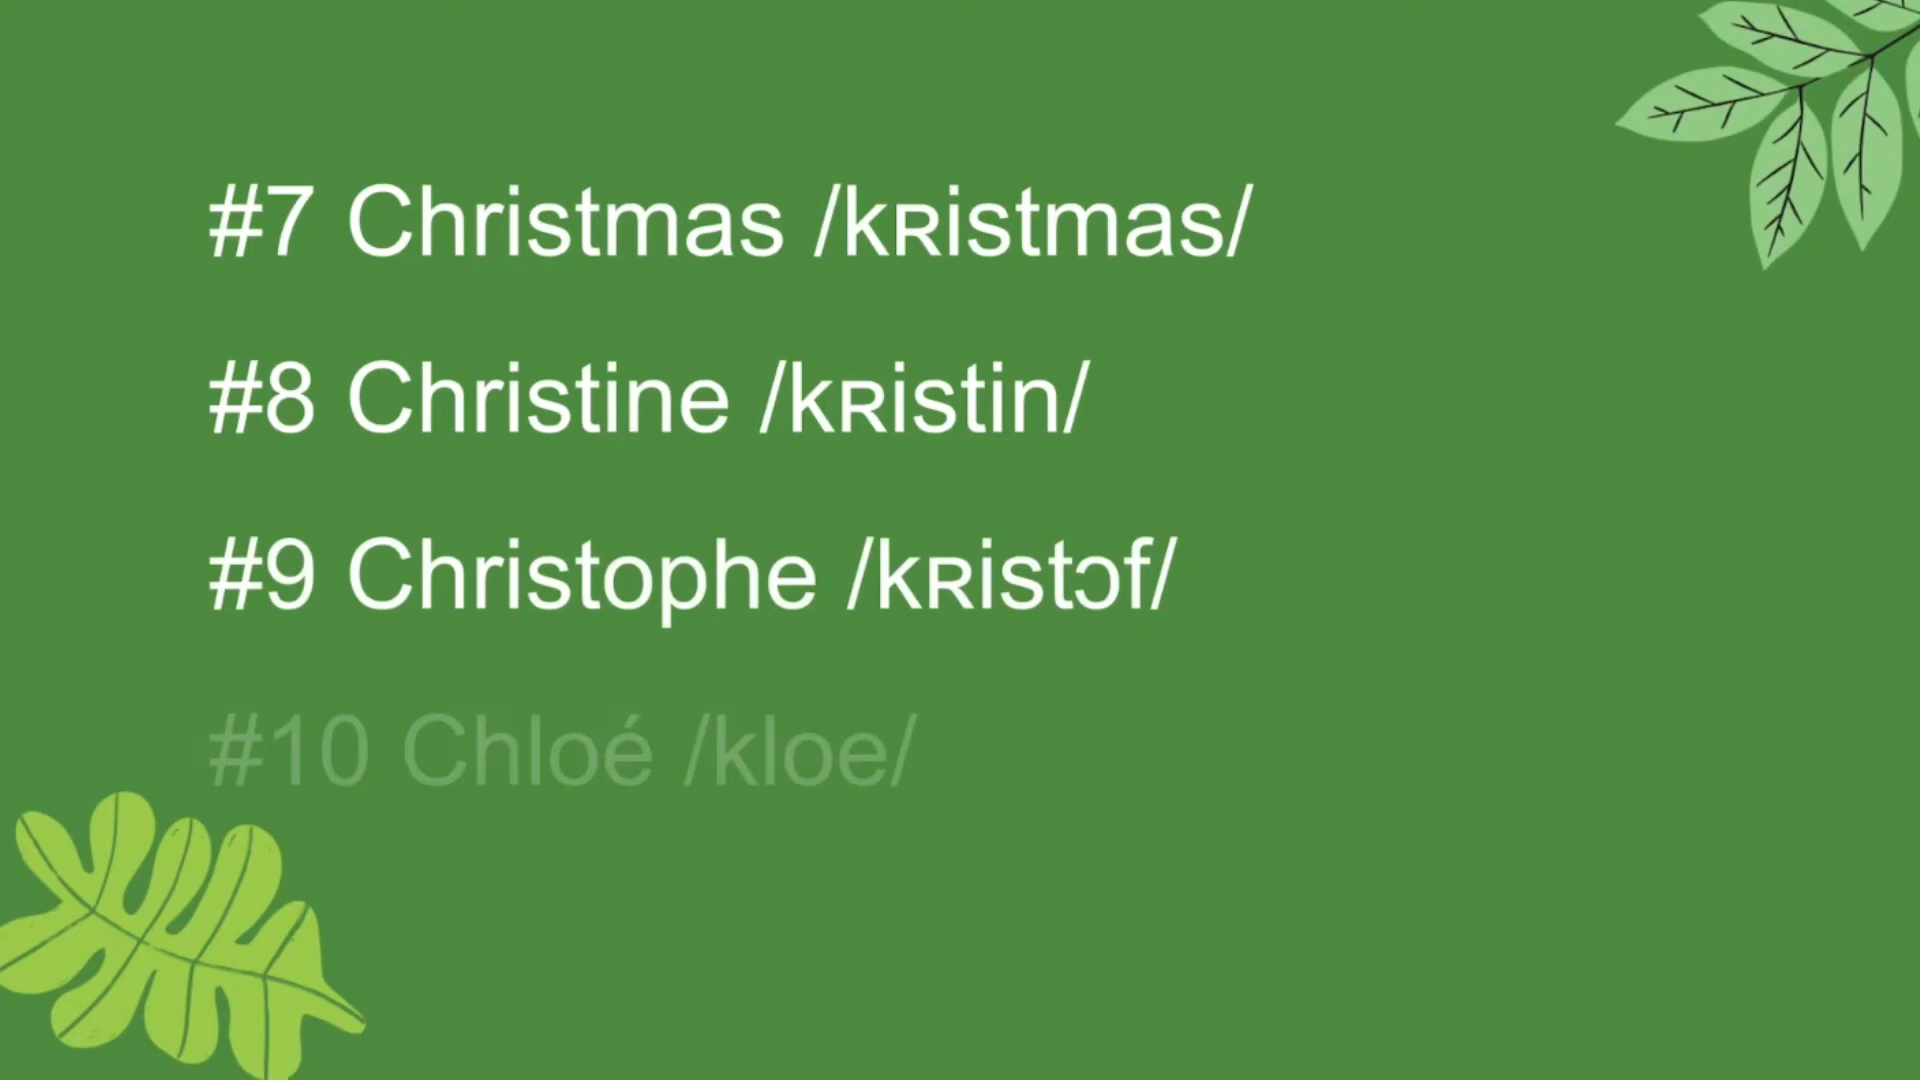 #7 Christmas /kʀistmas/
#8 Christine /kʀistin/
#9 Christophe /kʀistɔf/
#10 Chloé /kloe/